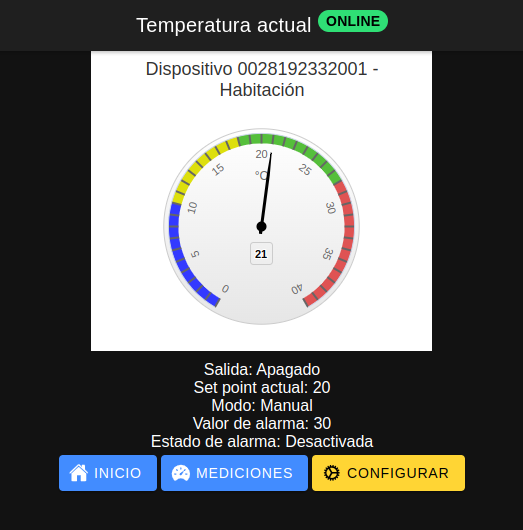 Temperatura actual ONLINE
Dispositivo 0028192332001 -
Habitación
0
5
10
15
20
25
30
35
40
°C
21
Salida: Apagado
Set point actual: 20
Modo: Manual
Valor de alarma: 30
Estado de alarma: Desactivada
INICIO MEDICIONES CONFIGURAR